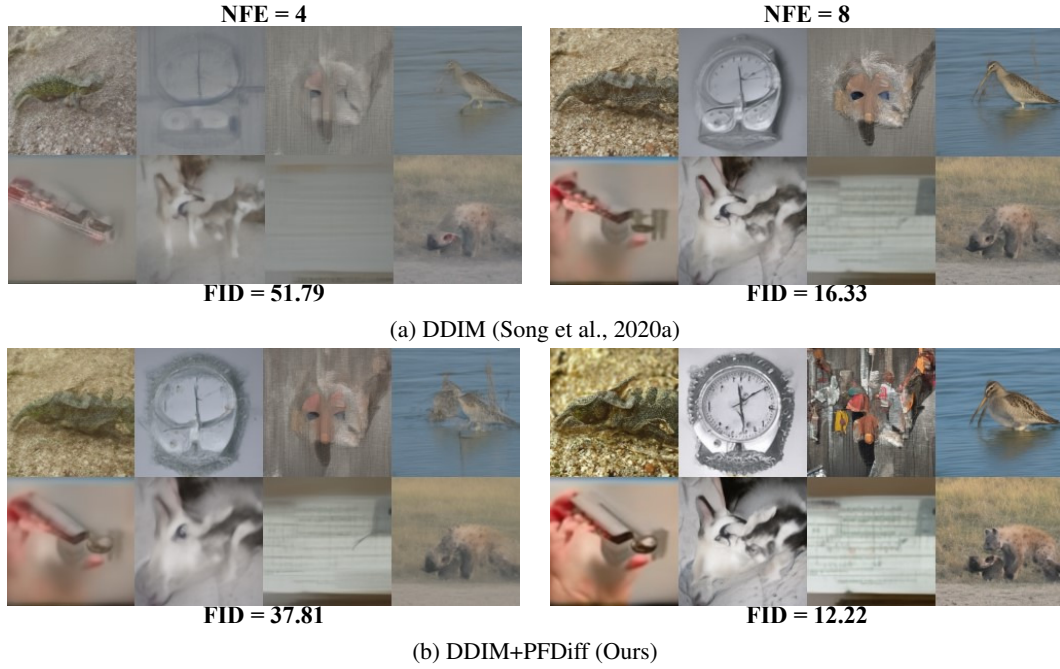 NFE = 4
NFE = 8
FID = 51.79
FID = 16.33
(a) DDIM (Song et al., 2020a)
FID = 37.81
FID = 12.22
(b) DDIM+PFDiff (Ours)